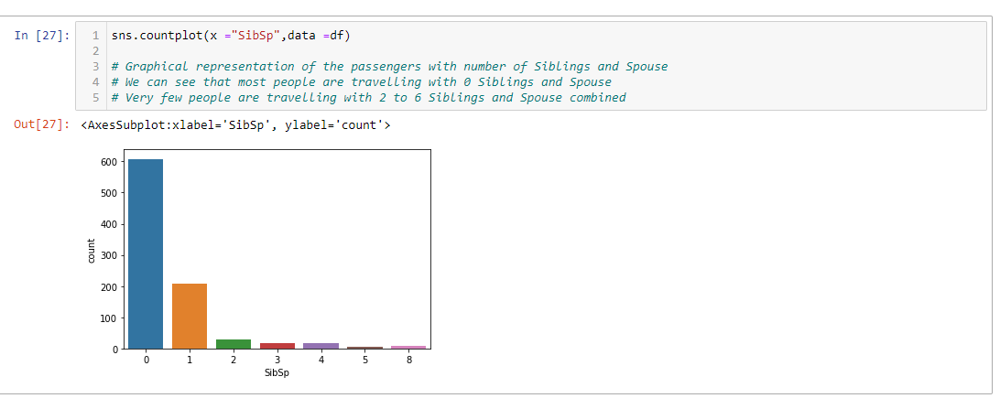 In [27]:
1 sns.countplot(x ="SibSp",data =df)
2
3 # Graphical representation of the passengers with number of Siblings and Spouse
4 # We can see that most people are travelling with 0 Siblings and Spouse
5 # Very few people are travelling with 2 to 6 Siblings and Spouse combined
Out[27]: <AxesSubplot:xlabel='SibSp', ylabel='count'>
600
500
400
300
200
100
0
count
0 1 2 3 4 5 8
SibSp